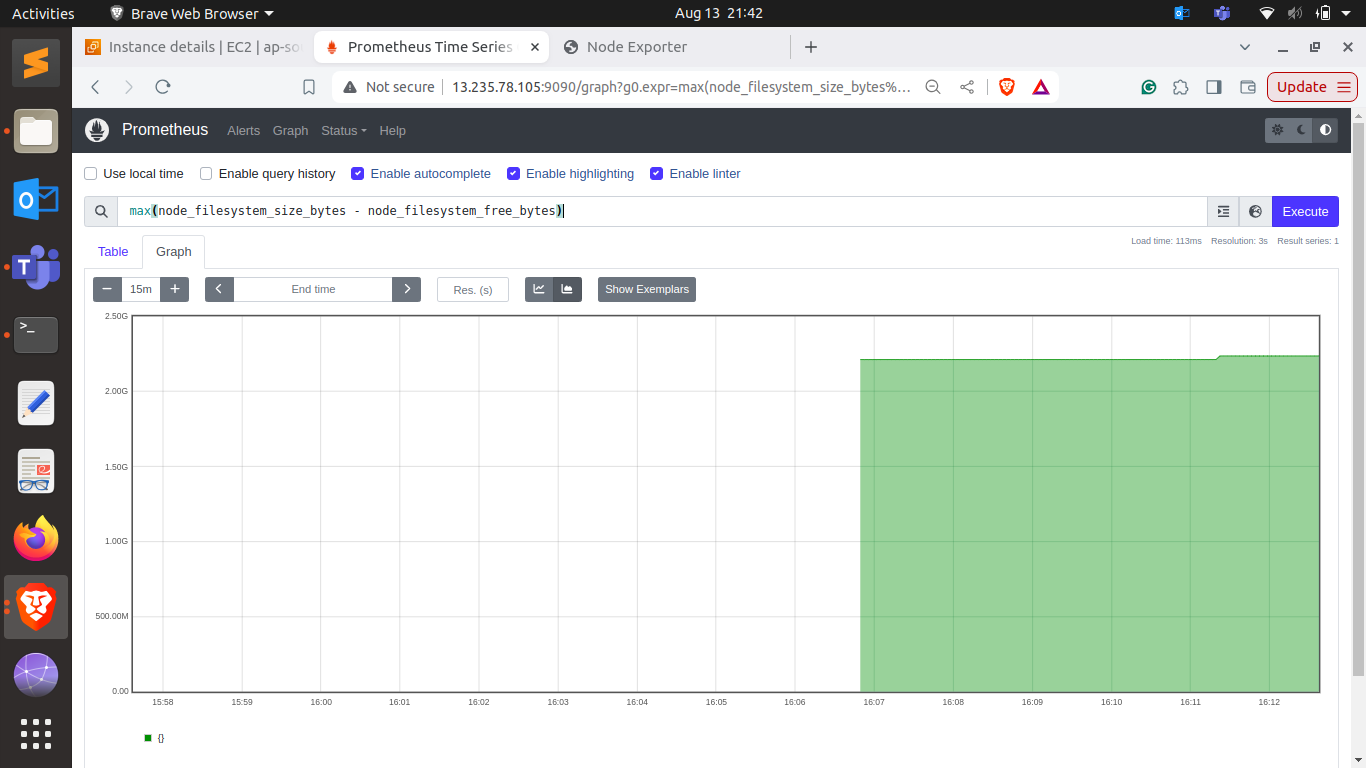 Activities
Brave Web Browser
Aug 13 21:42
Instance details | EC2 | ap-so
Prometheus Time Series
Node Exporter
Not secure
13.235.78.105:9090/graph?g0.expr=max(node_filesystem_size_bytes%...
Update
Prometheus
Alerts
Graph
Status
Help
Use local time
Enable query history
Enable autocomplete
Enable highlighting
Enable linter
max(node_filesystem_size_bytes - node_filesystem_free_bytes)
Execute
Table
Graph
Load time: 113ms
Resolution: 3s
Result series: 1
15m
End time
Res. (s)
Show Exemplars
2.50G
2.00G
1.50G
1.00G
500.00M
0.00
15:58
15:59
16:00
16:01
16:02
16:03
16:04
16:05
16:06
16:07
16:08
16:09
16:10
16:11
16:12
{}